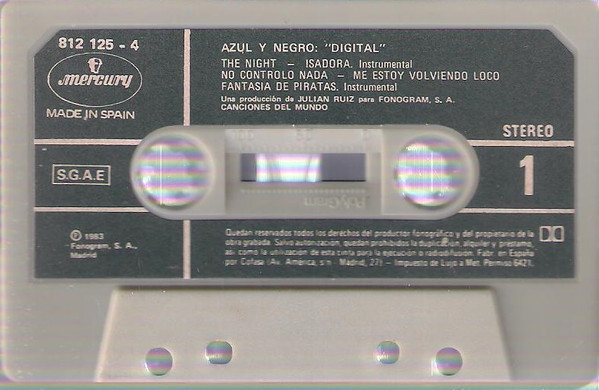 812 125 - 4
mercury
MADE IN SPAIN
AZUL Y NEGRO: "DIGITAL"
THE NIGHT — ISADORA. Instrumental
NO CONTROLO NADA — ME ESTOY VOLVIENDO LOCO
FANTASIA DE PIRATAS. Instrumental
Una producción de JULIAN RUIZ para FONOGRAM, S. A.
CANCIONES DEL MUNDO
STEREO
S.G.A.E
1
PolyGram
Ⓟ 1983
Fonogram, S. A.,
Madrid
Quedan reservados todos los derechos del productor fonográfico y del propietario de la
obra grabada. Salvo autorización, quedan prohibidos la duplicación, alquiler y préstamo,
así como la utilización de esta cinta para la ejecución o radiodifusión. Fabr. en España
por Cofasa (Av. América, s/n - Madrid, 27) - Impuesto de Lujo a Met. Permiso 6421.